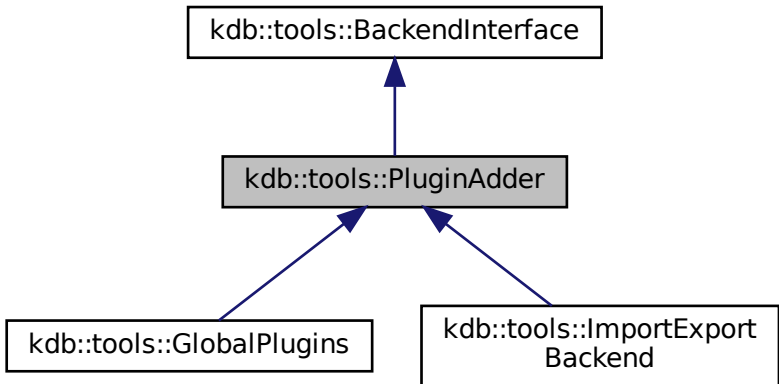 kdb::tools::BackendInterface
kdb::tools::PluginAdder
kdb::tools::GlobalPlugins
kdb::tools::ImportExport
Backend